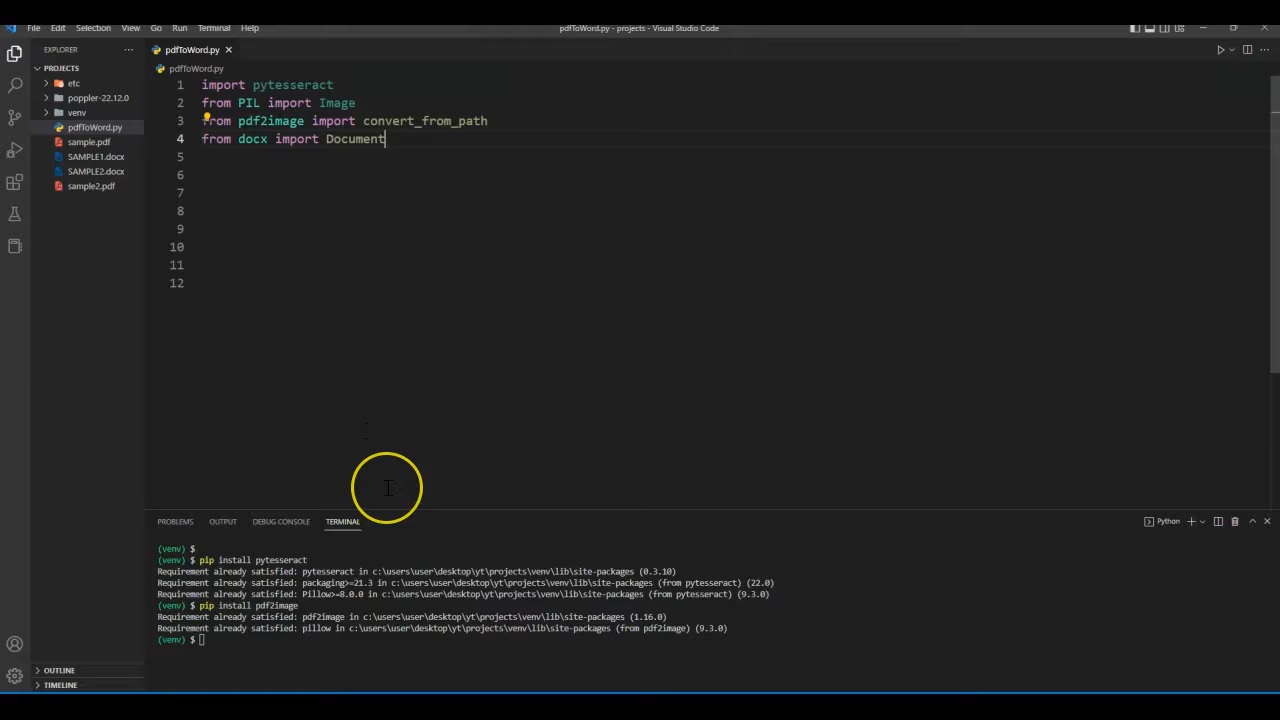 File Edit Selection View Go Run Terminal Help
pdfToWord.py - projects - Visual Studio Code
EXPLORER
PROJECTS
etc
poppler-22.12.0
venv
pdfToWord.py
sample.pdf
SAMPLE1.docx
SAMPLE2.docx
sample2.pdf
OUTLINE
TIMELINE
pdfToWord.py
pdfToWord.py
1 import pytesseract
2 from PIL import Image
3 from pdf2image import convert_from_path
4 from docx import Document
5
6
7
8
9
10
11
12
PROBLEMS OUTPUT DEBUG CONSOLE TERMINAL
Python
(venv) $
(venv) $ pip install pytesseract
Requirement already satisfied: pytesseract in c:\users\user\desktop\yt\projects\venv\lib\site-packages (0.3.10)
Requirement already satisfied: packaging>=21.3 in c:\users\user\desktop\yt\projects\venv\lib\site-packages (from pytesseract) (22.0)
Requirement already satisfied: Pillow>=8.0.0 in c:\users\user\desktop\yt\projects\venv\lib\site-packages (from pytesseract) (9.3.0)
(venv) $ pip install pdf2image
Requirement already satisfied: pdf2image in c:\users\user\desktop\yt\projects\venv\lib\site-packages (1.16.0)
Requirement already satisfied: pillow in c:\users\user\desktop\yt\projects\venv\lib\site-packages (from pdf2image) (9.3.0)
(venv) $